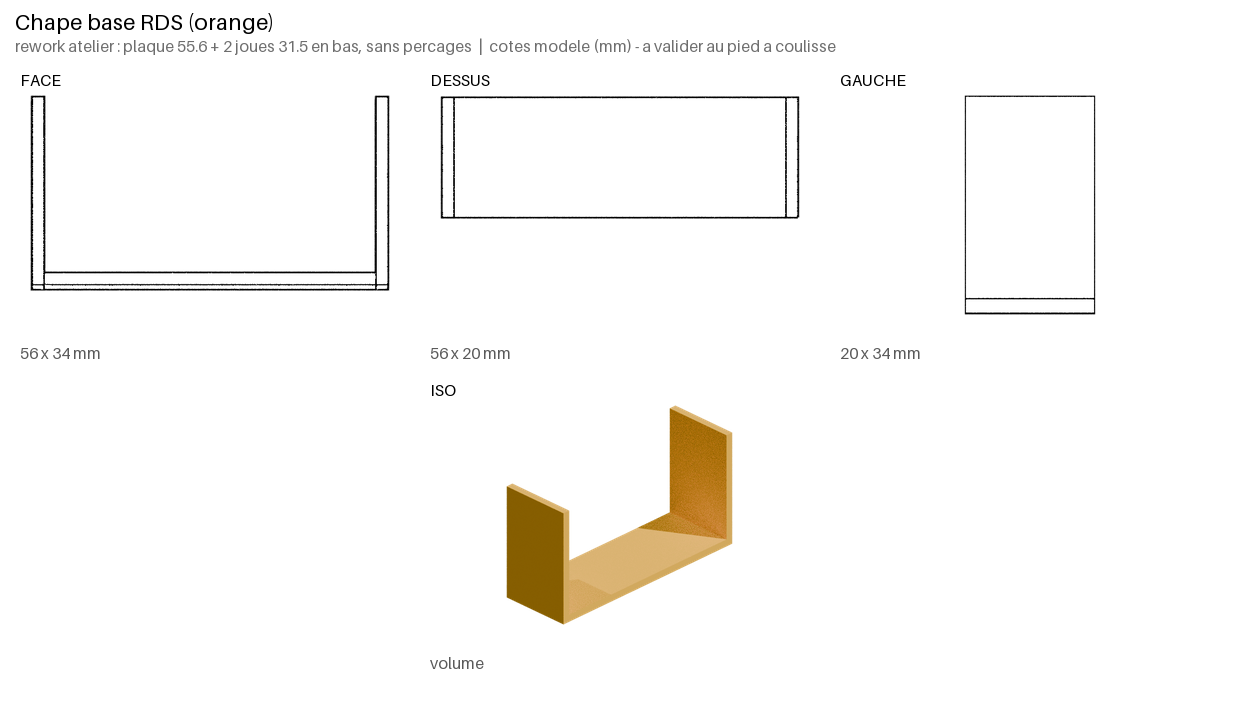 Chape base RDS (orange)
rework atelier : plaque 55.6 + 2 joues 31.5 en bas, sans percages | cotes modele (mm) - a valider au pied a coulisse
FACE
DESSUS
GAUCHE
56 x 34 mm
56 x 20 mm
20 x 34 mm
ISO
volume